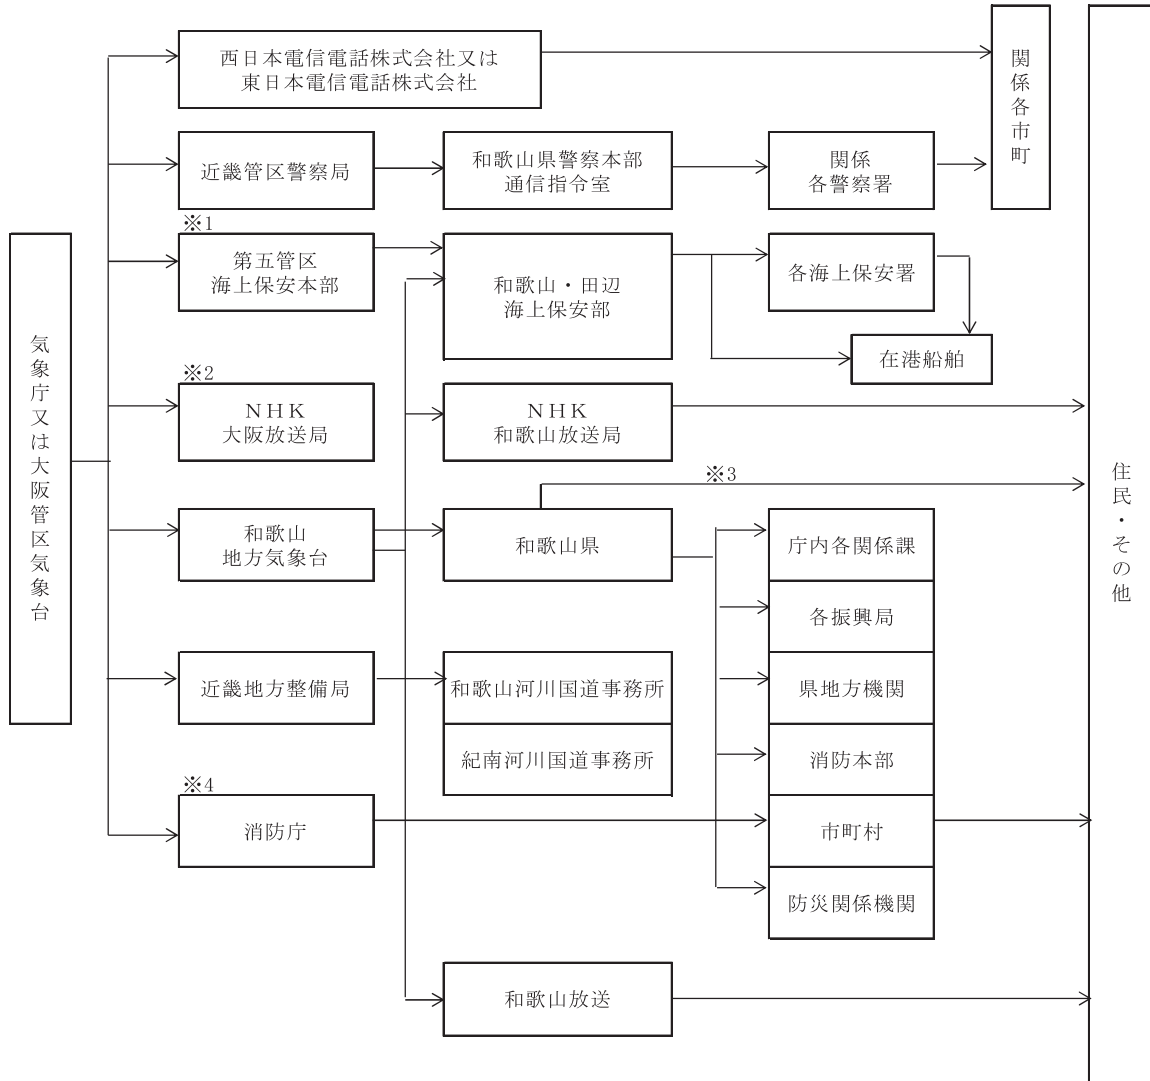 西日本電信電話株式会社又は
東日本電信電話株式会社
関係各市町
近畿管区警察局
和歌山県警察本部
通信指令室
関係
各警察署
※1
第五管区
海上保安本部
和歌山・田辺
海上保安部
各海上保安署
在港船舶
気象庁又は大阪管区気象台
※2
ＮＨＫ
大阪放送局
ＮＨＫ
和歌山放送局
※3
住民・その他
和歌山
地方気象台
和歌山県
庁内各関係課
各振興局
近畿地方整備局
和歌山河川国道事務所
県地方機関
紀南河川国道事務所
消防本部
※4
消防庁
市町村
防災関係機関
和歌山放送